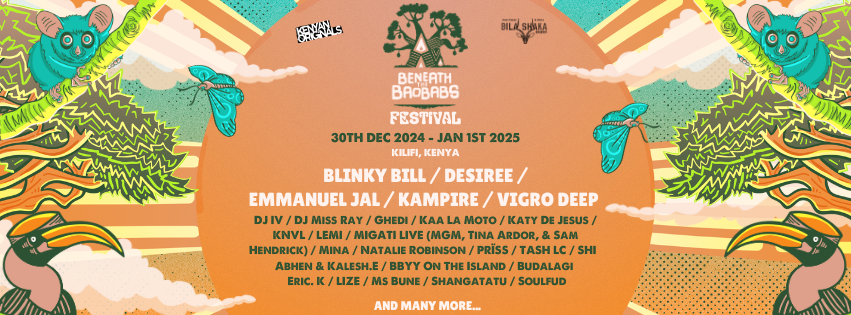 KENYAN ORIGINALS
BILA SHAKA
BENEATH THE BAOBABS
FESTIVAL
30TH DEC 2024 - JAN 1ST 2025
KILIFI, KENYA
BLINKY BILL / DESIREE /
EMMANUEL JAL / KAMPIRE / VIGRO DEEP
DJ IV / DJ MISS RAY / GHEDI / KAA LA MOTO / KATY DE JESUS /
KNVL / LEMI / MIGATI LIVE (MGM, TINA ARDOR, & SAM
HENDRICK) / MINA / NATALIE ROBINSON / PRÏSS / TASH LC / SHI
ABHEN & KALESH.E / BBYY ON THE ISLAND / BUDALAGI
ERIC. K / LIZE / MS BUNE / SHANGATATU / SOULFUD
AND MANY MORE...